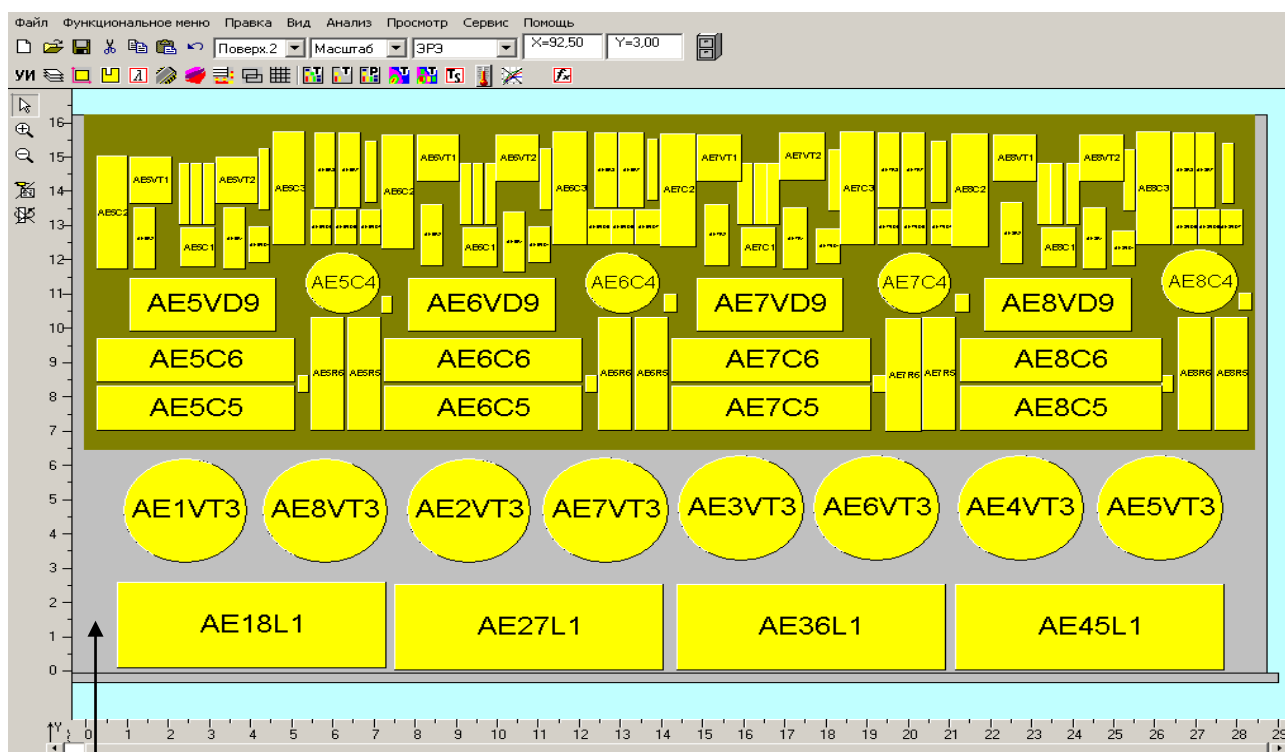 Файл Функциональное меню Правка Вид Анализ Просмотр Сервис Помощь
Поверх.2 Масштаб ЭРЭ X=92,50 Y=3,00
УИ
16
15
14
13
12
11
10
9
8
7
6
5
4
3
2
1
0
AE5C2 AE5VT1 AE5C1 AE5VT2 AE5C3
AE6C2 AE6VT1 AE6C1 AE6VT2 AE6C3
AE7C2 AE7VT1 AE7C1 AE7VT2 AE7C3
AE8C2 AE8VT1 AE8C1 AE8VT2 AE8C3
AE5C4 AE6C4 AE7C4 AE8C4
AE5VD9 AE6VD9 AE7VD9 AE8VD9
AE5C6 AE5R6 AE5R5 AE6C6 AE6R6 AE6R5 AE7C6 AE7R6 AE7R5 AE8C6 AE8R6 AE8R5
AE5C5 AE6C5 AE7C5 AE8C5
AE1VT3 AE8VT3 AE2VT3 AE7VT3 AE3VT3 AE6VT3 AE4VT3 AE5VT3
AE18L1 AE27L1 AE36L1 AE45L1
Y 0 1 2 3 4 5 6 7 8 9 10 11 12 13 14 15 16 17 18 19 20 21 22 23 24 25 26 27 28